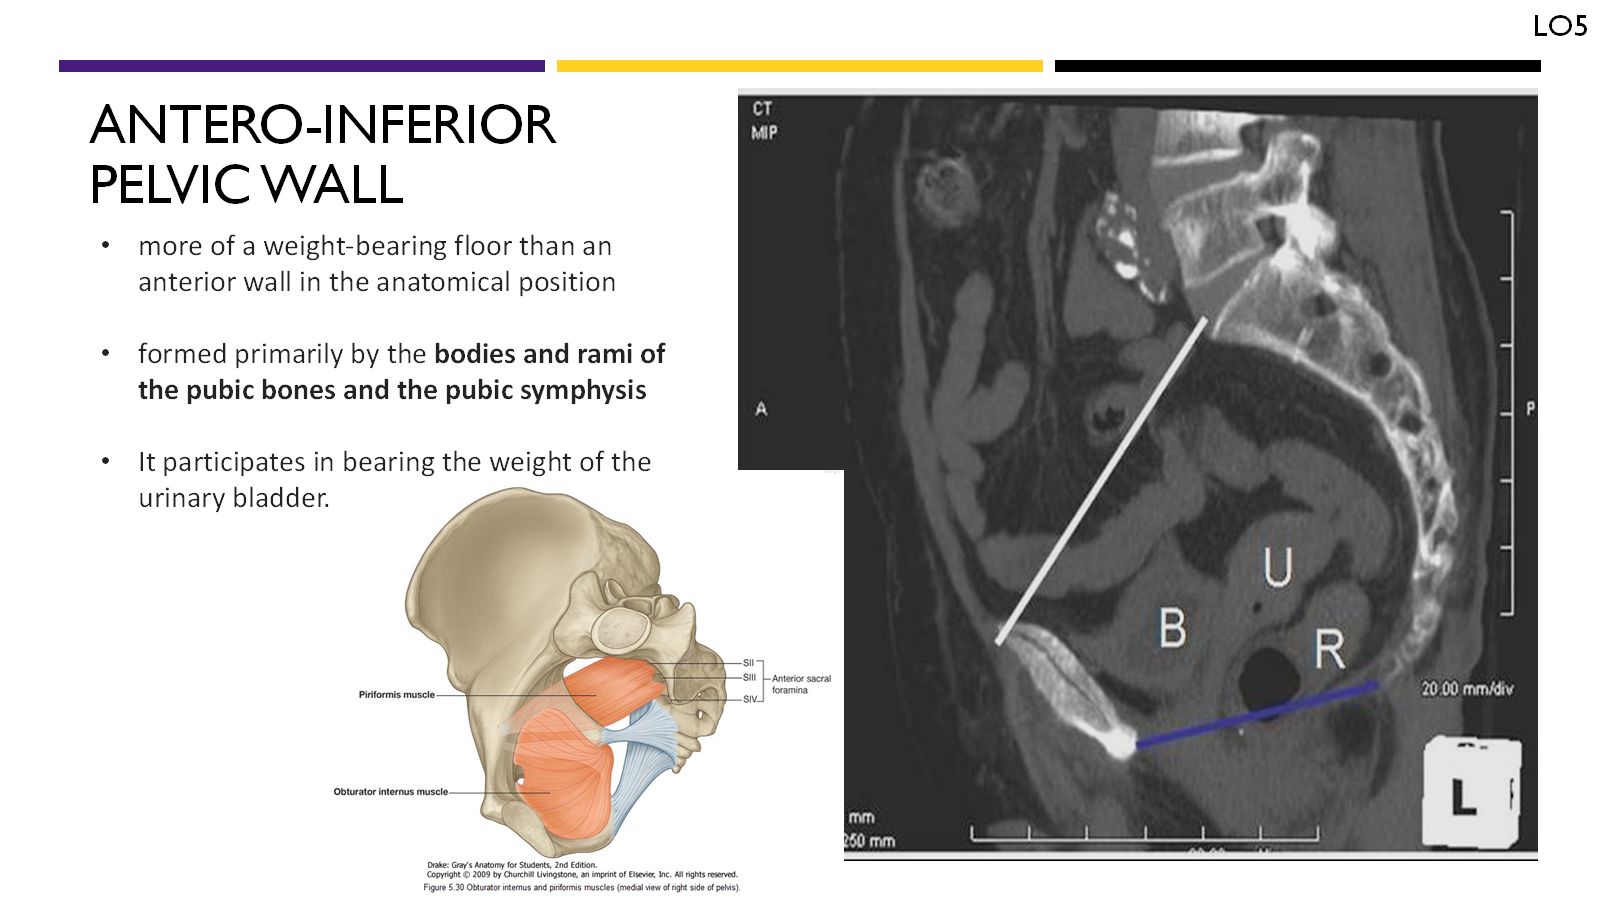 LO5
ANTERO-INFERIOR
PELVIC WALL
• more of a weight-bearing floor than an
anterior wall in the anatomical position
• formed primarily by the bodies and rami of
the pubic bones and the pubic symphysis
• It participates in bearing the weight of the
urinary bladder.
Piriformis muscle
Obturator internus muscle
SII
SIII
SIV
Anterior sacral
foramina
Drake: Gray's Anatomy for Students, 2nd Edition.
Copyright © 2009 by Churchill Livingstone, an imprint of Elsevier, Inc. All rights reserved.
Figure 5.30 Obturator internus and piriformis muscles (medial view of right side of pelvis).
CT
MIP
A
P
U
B
R
20.00 mm/div
L
mm
250 mm